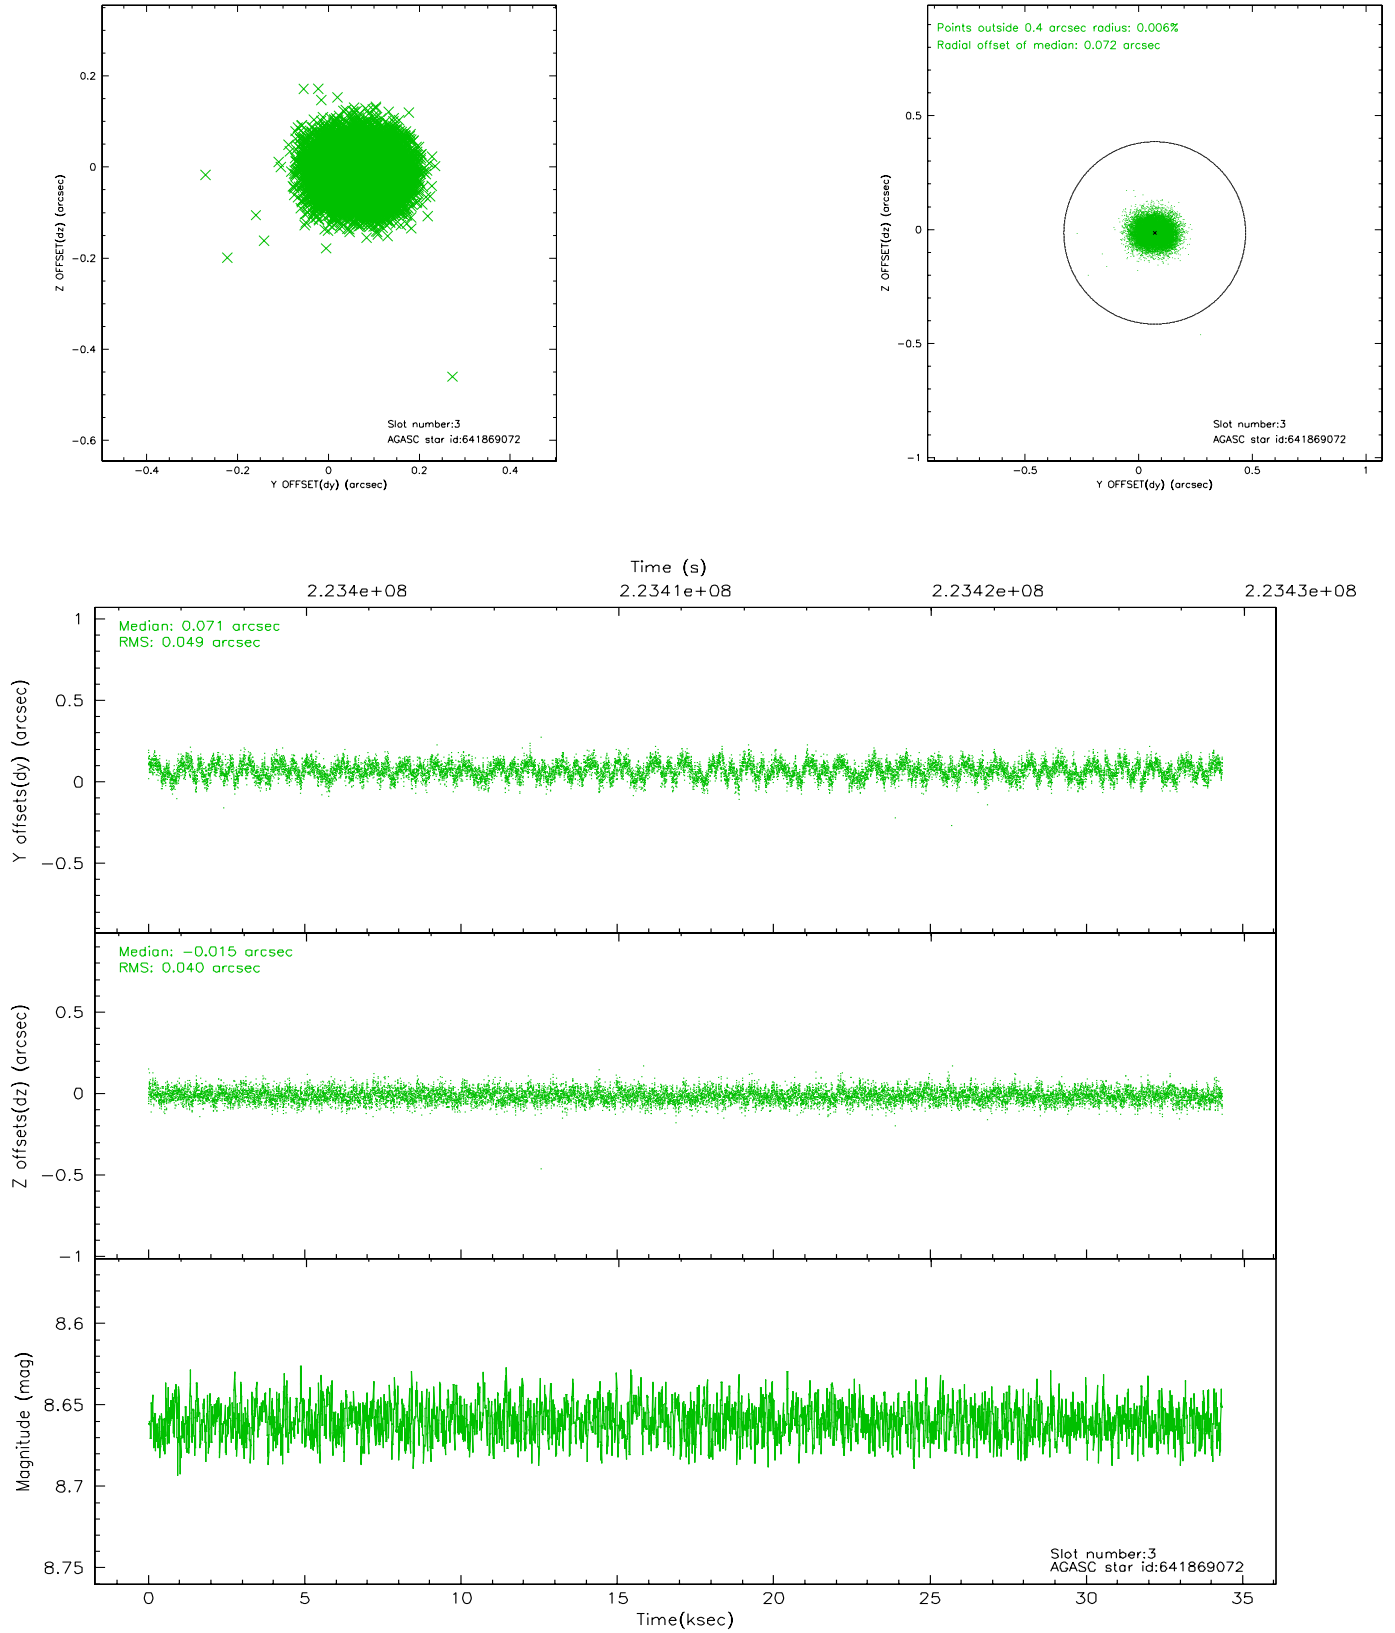 0.2
0
−0.2
−0.4
−0.6
Z OFFSET(dz) (arcsec)
Slot number:3
AGASC star id:641869072
−0.4 −0.2 0 0.2 0.4
Y OFFSET(dy) (arcsec)
Points outside 0.4 arcsec radius: 0.006%
Radial offset of median: 0.072 arcsec
0.5
0
−0.5
−1
Z OFFSET(dz) (arcsec)
Slot number:3
AGASC star id:641869072
−0.5 0 0.5 1
Y OFFSET(dy) (arcsec)
Time (s)
2.234e+08 2.2341e+08 2.2342e+08 2.2343e+08
Median: 0.071 arcsec
RMS: 0.049 arcsec
1
0.5
0
−0.5
Y offsets(dy) (arcsec)
Median: −0.015 arcsec
RMS: 0.040 arcsec
0.5
0
−0.5
−1
Z offsets(dz) (arcsec)
8.6
8.65
8.7
8.75
Magnitude (mag)
Slot number:3
AGASC star id:641869072
0 5 10 15 20 25 30 35
Time(ksec)